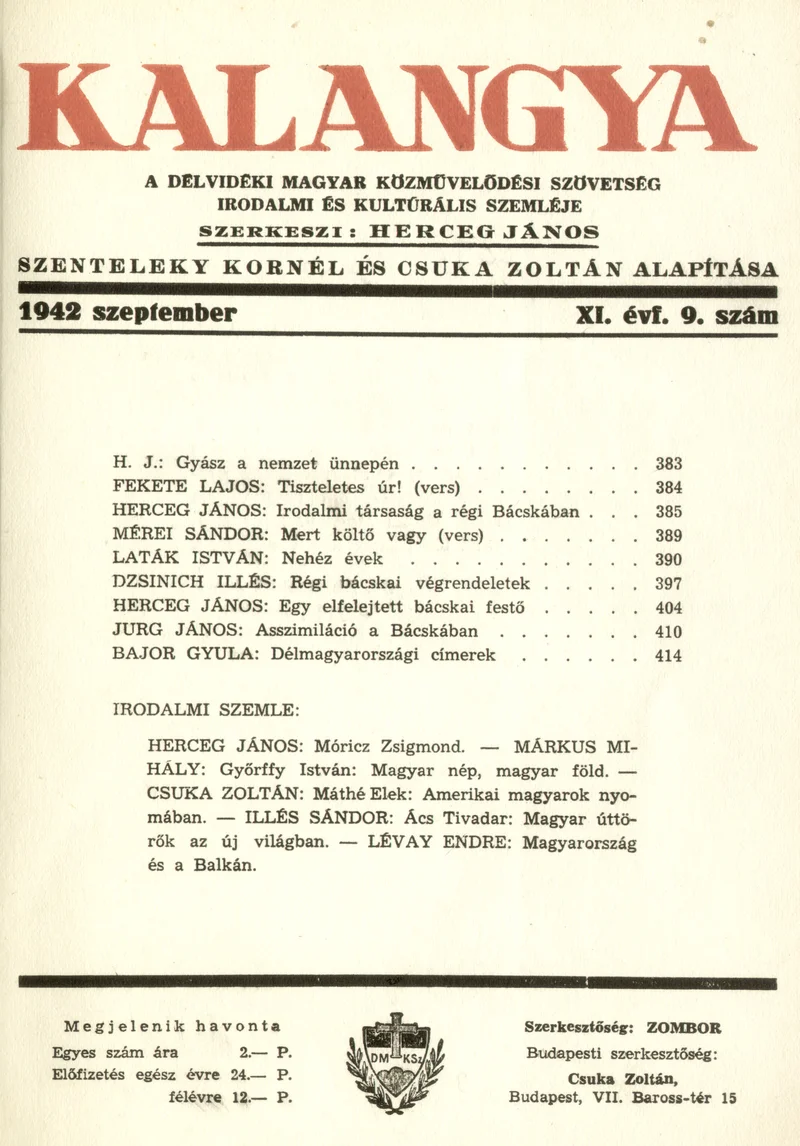 KALANGYA
A DÉLVIDÉKI MAGYAR KÖZMŰVELŐDÉSI SZÖVETSÉG
IRODALMI ÉS KULTÚRÁLIS SZEMLÉJE
SZERKESZI: HERCEG JÁNOS
SZENTELEKY KORNÉL ÉS CSUKA ZOLTÁN ALAPÍTÁSA
1942 szeptember XI. évf. 9. szám
H. J.: Gyász a nemzet ünnepén . . . . . . . . . . . 383
FEKETE LAJOS: Tiszteletes úr! (vers) . . . . . . . . 384
HERCEG JÁNOS: Irodalmi társaság a régi Bácskában . . . 385
MÉREI SÁNDOR: Mert költő vagy (vers) . . . . . . . 389
LATÁK ISTVÁN: Nehéz évek . . . . . . . . . . . 390
DZSINICH ILLÉS: Régi bácskai végrendeletek . . . . . 397
HERCEG JÁNOS: Egy elfelejtett bácskai festő . . . . . 404
JURG JÁNOS: Asszimiláció a Bácskában . . . . . . . 410
BAJOR GYULA: Délmagyarországi címerek . . . . . . 414
IRODALMI SZEMLE:
HERCEG JÁNOS: Móricz Zsigmond. — MÁRKUS MI-
HÁLY: Győrffy István: Magyar nép, magyar föld. —
CSUKA ZOLTÁN: Máthé Elek: Amerikai magyarok nyo-
mában. — ILLÉS SÁNDOR: Ács Tivadar: Magyar úttö-
rők az új világban. — LÉVAY ENDRE: Magyarország
és a Balkán.
Megjelenik havonta
Egyes szám ára 2.— P.
Előfizetés egész évre 24.— P.
félévre 12.— P.
DM KSz
Szerkesztőség: ZOMBOR
Budapesti szerkesztőség:
Csuka Zoltán,
Budapest, VII. Baross-tér 15